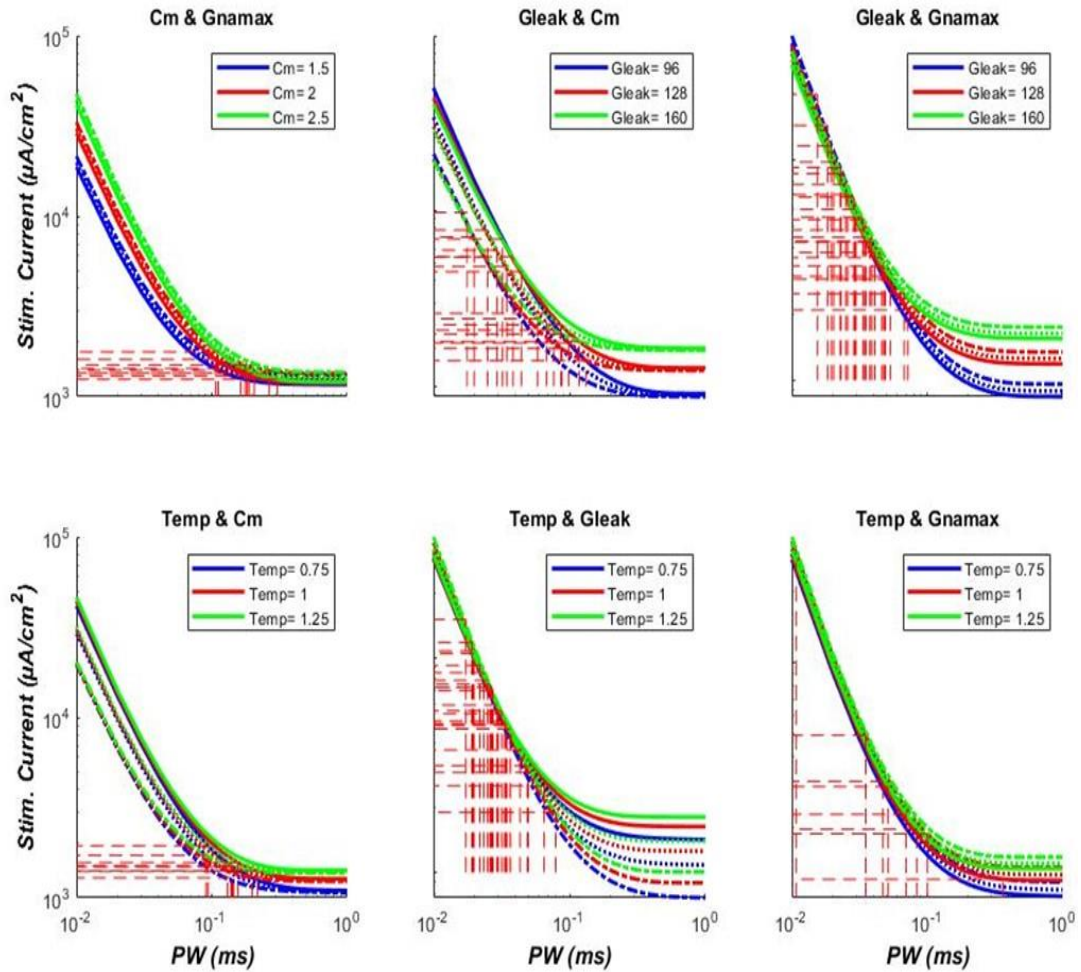 Cm & Gnamax
Gleak & Cm
Gleak & Gnamax
10^5
10^4
10^3
Stim. Current (μA/cm^2)
Cm= 1.5
Cm= 2
Cm= 2.5
Gleak= 96
Gleak= 128
Gleak= 160
Gleak= 96
Gleak= 128
Gleak= 160
Temp & Cm
Temp & Gleak
Temp & Gnamax
10^5
10^4
10^3
Stim. Current (μA/cm^2)
Temp= 0.75
Temp= 1
Temp= 1.25
Temp= 0.75
Temp= 1
Temp= 1.25
Temp= 0.75
Temp= 1
Temp= 1.25
10^-2 10^-1 10^0
10^-2 10^-1 10^0
10^-2 10^-1 10^0
PW (ms)
PW (ms)
PW (ms)